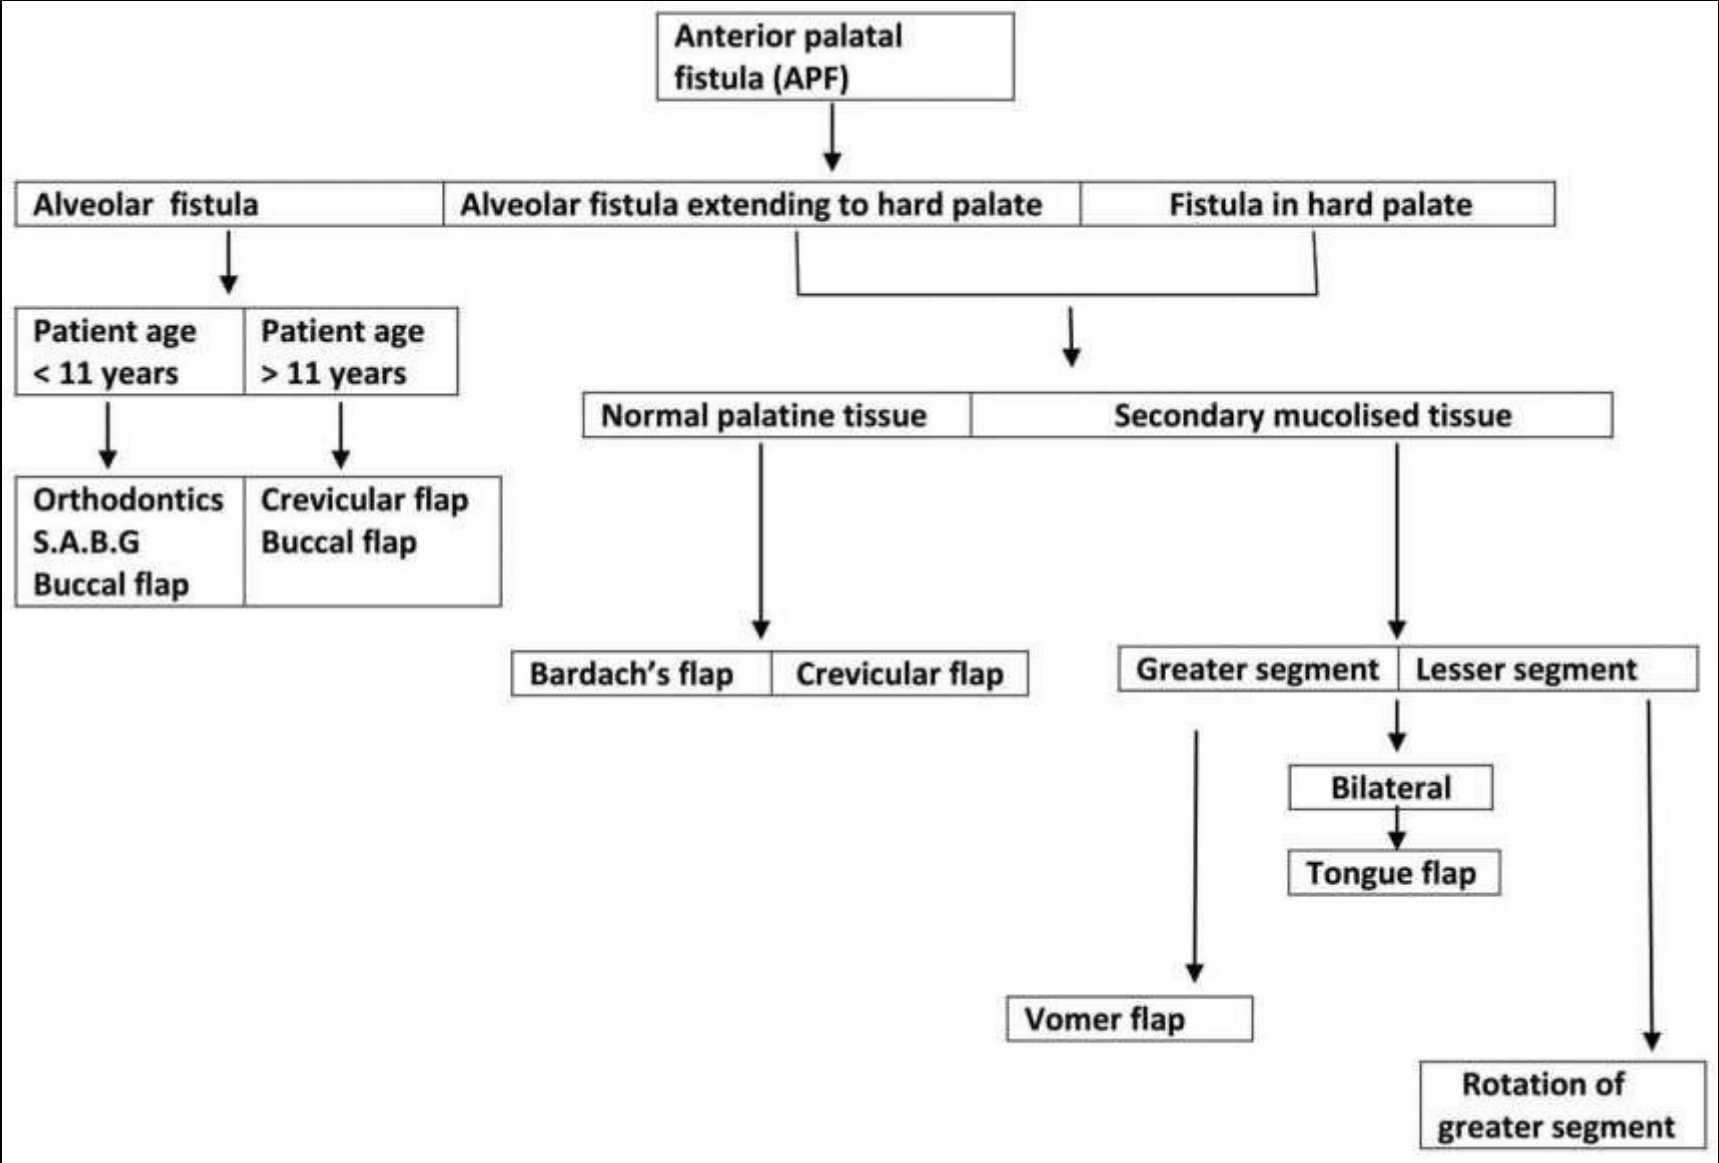 Anterior palatal
fistula (APF)
Alveolar fistula
Alveolar fistula extending to hard palate
Fistula in hard palate
Patient age
< 11 years
Patient age
> 11 years
Normal palatine tissue
Secondary mucolised tissue
Orthodontics
S.A.B.G
Buccal flap
Crevicular flap
Buccal flap
Bardach’s flap
Crevicular flap
Greater segment
Lesser segment
Bilateral
Tongue flap
Vomer flap
Rotation of
greater segment